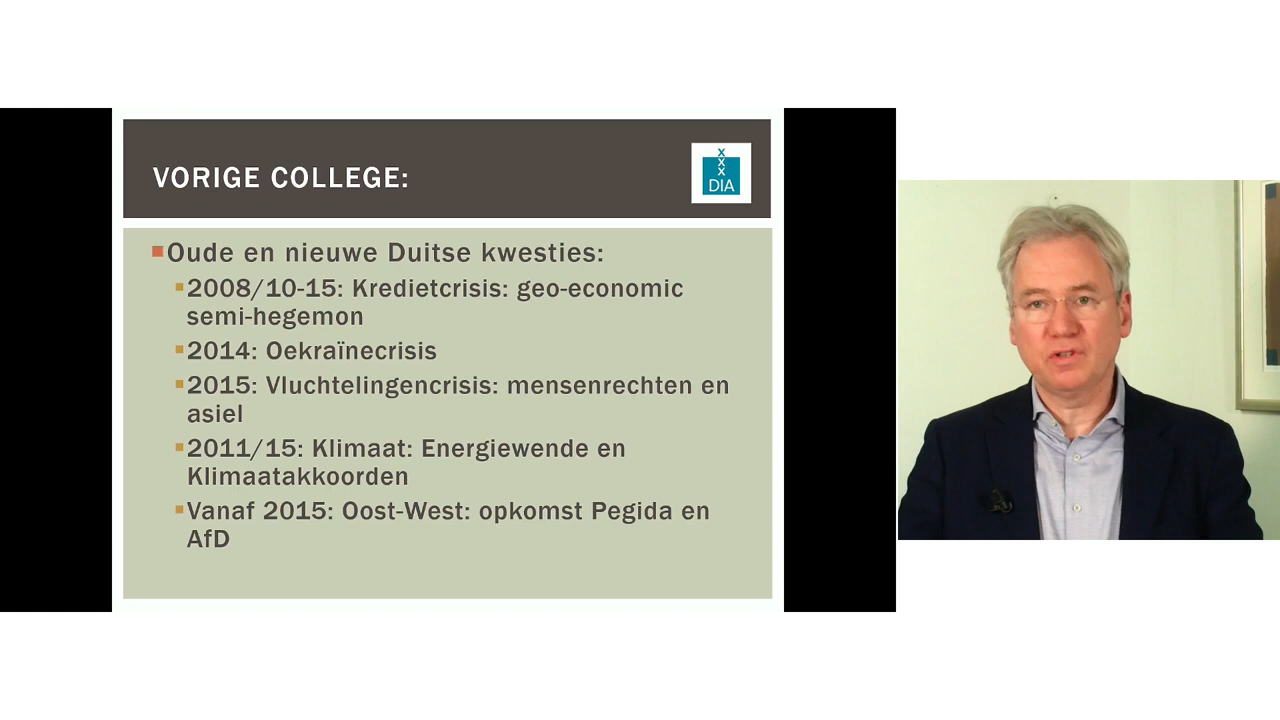 VORIGE COLLEGE:
X
X
X
DIA
Oude en nieuwe Duitse kwesties:
2008/10-15: Kredietcrisis: geo-economic
semi-hegemon
2014: Oekraïnecrisis
2015: Vluchtelingencrisis: mensenrechten en
asiel
2011/15: Klimaat: Energiewende en
Klimaatakkoorden
Vanaf 2015: Oost-West: opkomst Pegida en
AfD